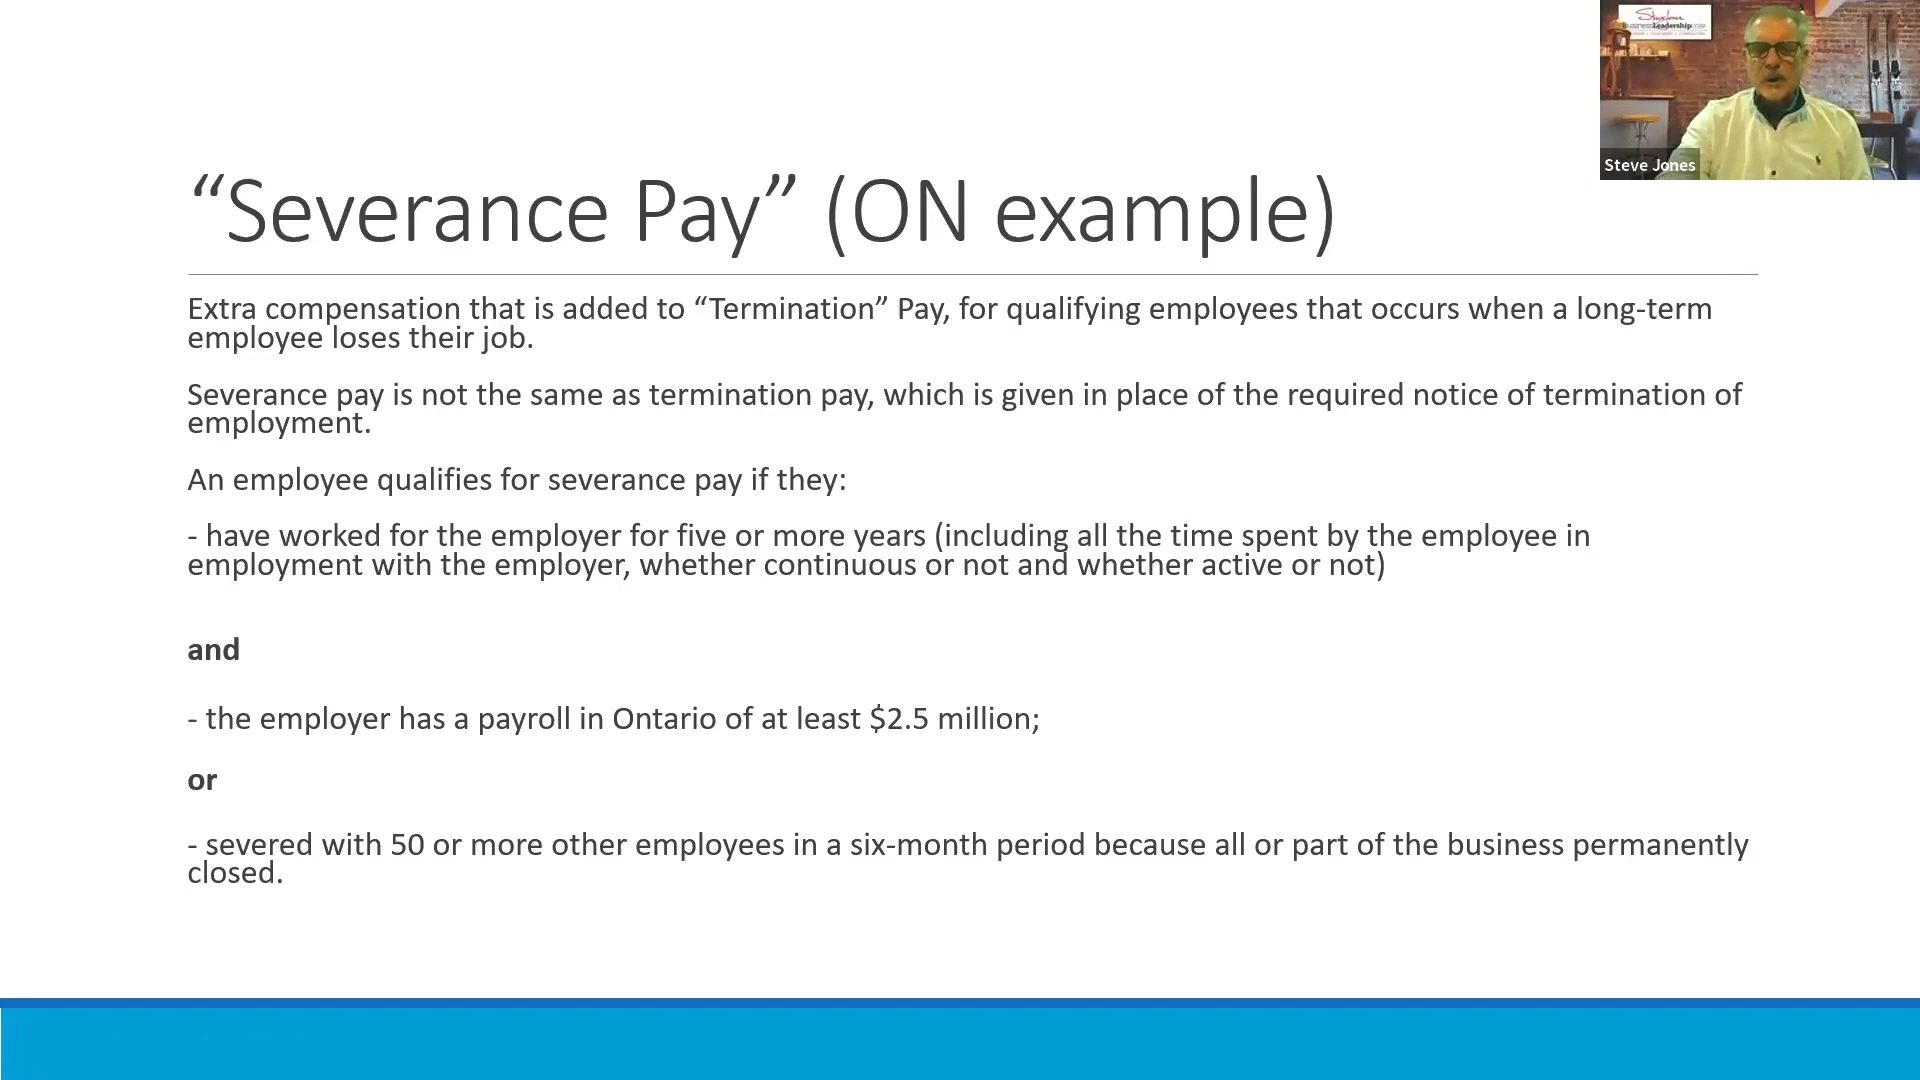 “Severance Pay” (ON example)
Extra compensation that is added to “Termination” Pay, for qualifying employees that occurs when a long-term
employee loses their job.
Severance pay is not the same as termination pay, which is given in place of the required notice of termination of
employment.
An employee qualifies for severance pay if they:
- have worked for the employer for five or more years (including all the time spent by the employee in
employment with the employer, whether continuous or not and whether active or not)
and
- the employer has a payroll in Ontario of at least $2.5 million;
or
- severed with 50 or more other employees in a six-month period because all or part of the business permanently
closed.
BusinessLeadership.com
Steve Jones